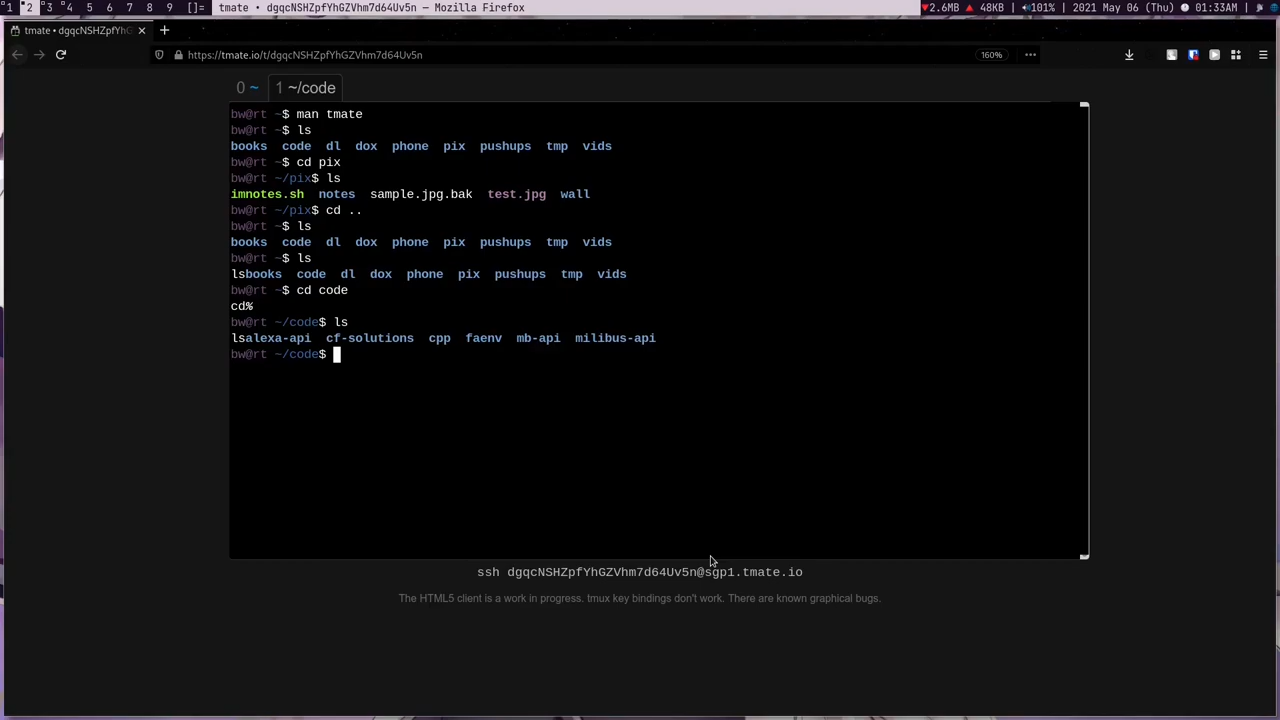 1 2 3 4 5 6 7 8 9 []= tmate • dgqcNSHZpfYhGZVhm7d64Uv5n — Mozilla Firefox 2.6MB 48KB | 101% | 2021 May 06 (Thu) 01:33AM
tmate • dgqcNSHZpfYhG
https://tmate.io/t/dgqcNSHZpfYhGZVhm7d64Uv5n 160%
0 ~ 1 ~/code
bw@rt ~$ man tmate
bw@rt ~$ ls
books code dl dox phone pix pushups tmp vids
bw@rt ~$ cd pix
bw@rt ~/pix$ ls
imnotes.sh notes sample.jpg.bak test.jpg wall
bw@rt ~/pix$ cd ..
bw@rt ~$ ls
books code dl dox phone pix pushups tmp vids
bw@rt ~$ ls
lsbooks code dl dox phone pix pushups tmp vids
bw@rt ~$ cd code
cd%
bw@rt ~/code$ ls
lsalexa-api cf-solutions cpp faenv mb-api milibus-api
bw@rt ~/code$
ssh dgqcNSHZpfYhGZVhm7d64Uv5n@sgp1.tmate.io
The HTML5 client is a work in progress. tmux key bindings don't work. There are known graphical bugs.